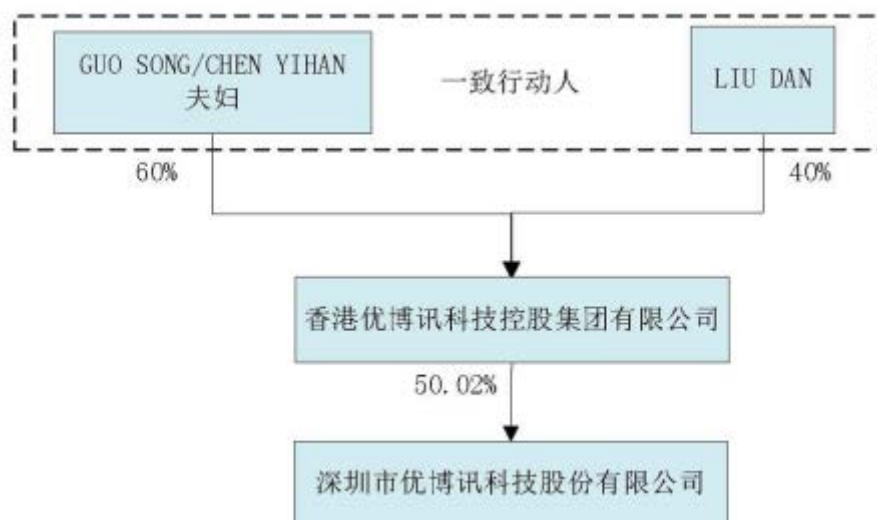 GUO SONG/CHEN YIHAN
夫妇
一致行动人
LIU DAN
60%
40%
香港优博讯科技控股集团有限公司
50.02%
深圳市优博讯科技股份有限公司